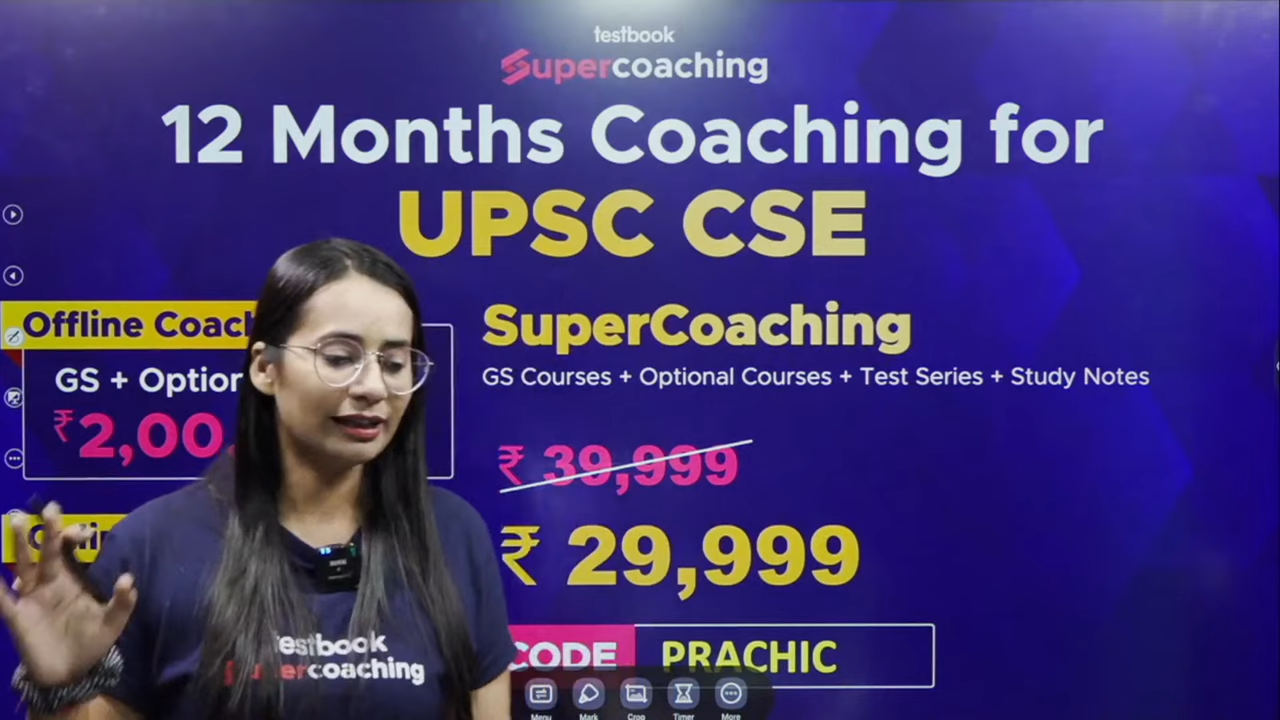 testbook
Supercoaching
12 Months Coaching for
UPSC CSE
Offline Coach
GS + Option
₹2,00,
SuperCoaching
GS Courses + Optional Courses + Test Series + Study Notes
₹ 39,999
₹ 29,999
CODE PRACHIC
testbook
Supercoaching
Menu Mark Crop Timer More